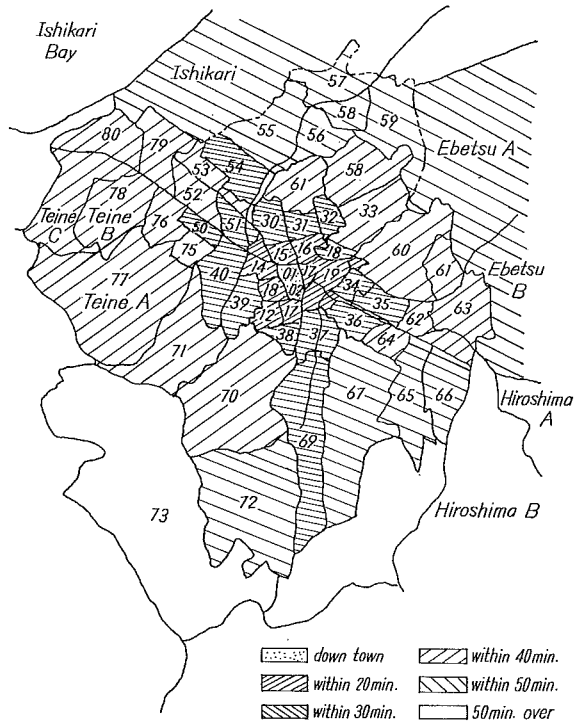 Ishikari
Bay
Ishikari
57
58
59
55
56
Ebetsu A
80
79
54
53
61
58
78
52
33
Teine
C
Teine
B
76
50
51
30
31
32
60
75
15
16
18
61
Ebetsu
B
77
40
14
01
17
19
34
63
Teine A
39
18
02
35
62
12
17
36
71
38
37
64
70
67
65
66
Hiroshima
A
69
72
73
Hiroshima B
down town
within 40min.
within 20min.
within 50min.
within 30min.
50min. over